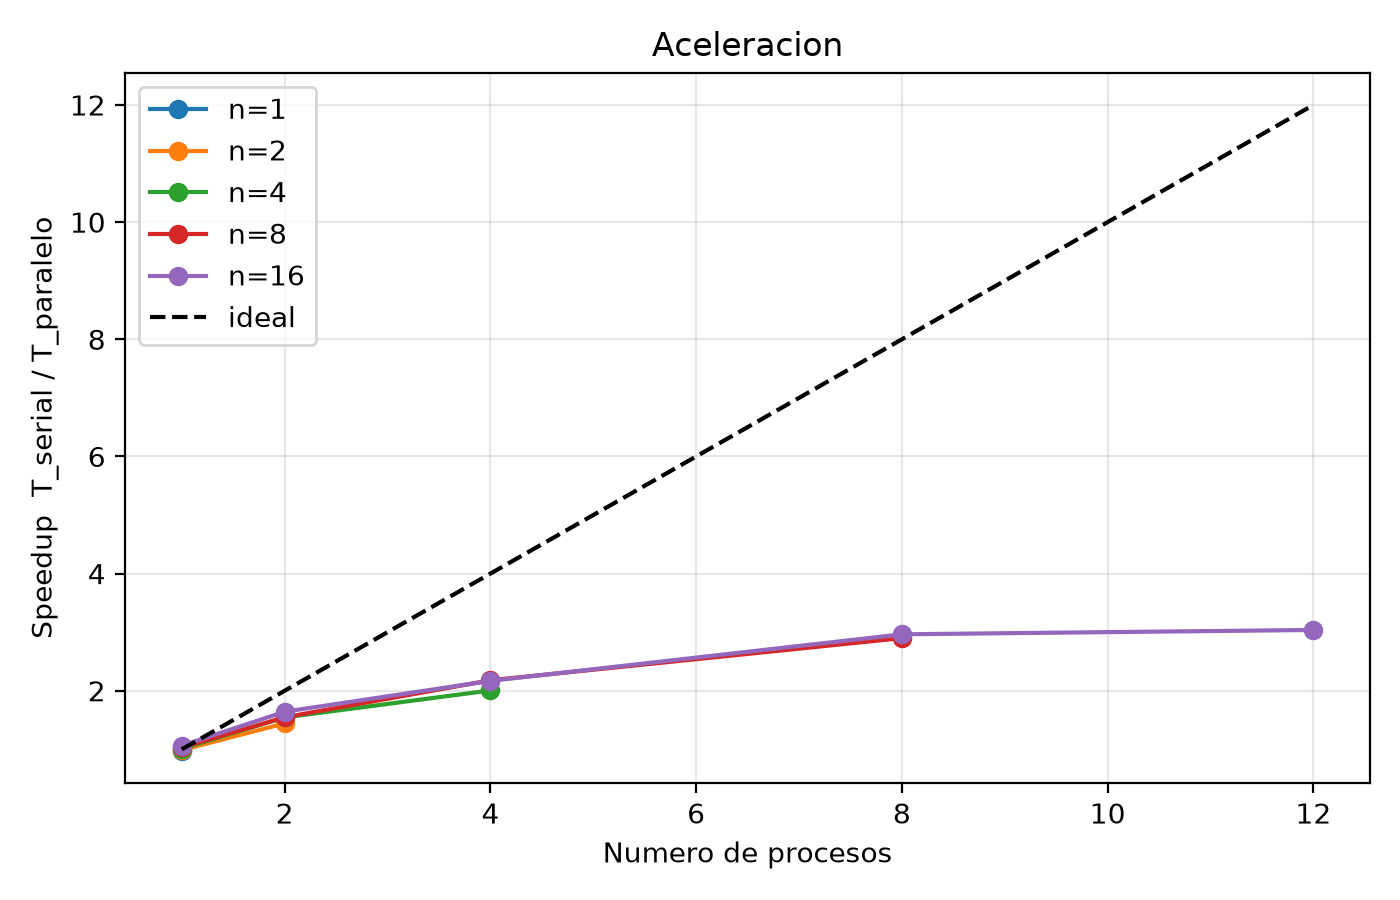 Aceleracion
n=1
n=2
n=4
n=8
n=16
ideal
Speedup  T_serial / T_paralelo
12
10
8
6
4
2
2 4 6 8 10 12
Numero de procesos